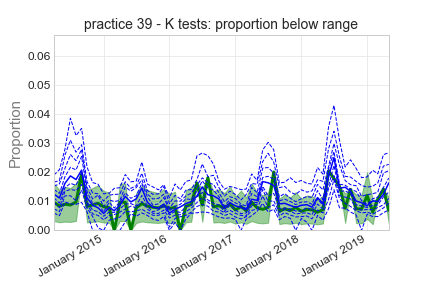 practice 39 - K tests: proportion below range
Proportion
0.06
0.05
0.04
0.03
0.02
0.01
0.00
January 2015
January 2016
January 2017
January 2018
January 2019